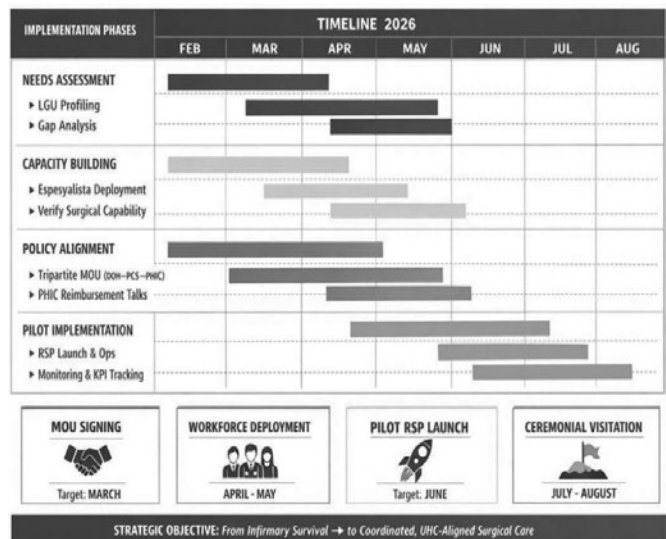 IMPLEMENTATION PHASES
TIMELINE 2026
FEB MAR APR MAY JUN JUL AUG
NEEDS ASSESSMENT
▸ LGU Profiling
▸ Gap Analysis
CAPACITY BUILDING
▸ Espesyalista Deployment
▸ Verify Surgical Capability
POLICY ALIGNMENT
▸ Tripartite MOU (DOH–PCS–PHIC)
▸ PHIC Reimbursement Talks
PILOT IMPLEMENTATION
▸ RSP Launch & Ops
▸ Monitoring & KPI Tracking
MOU SIGNING
Target: MARCH
WORKFORCE DEPLOYMENT
APRIL - MAY
PILOT RSP LAUNCH
Target: JUNE
CEREMONIAL VISITATION
JULY - AUGUST
STRATEGIC OBJECTIVE: From Infirmary Survival → to Coordinated, UHC-Aligned Surgical Care